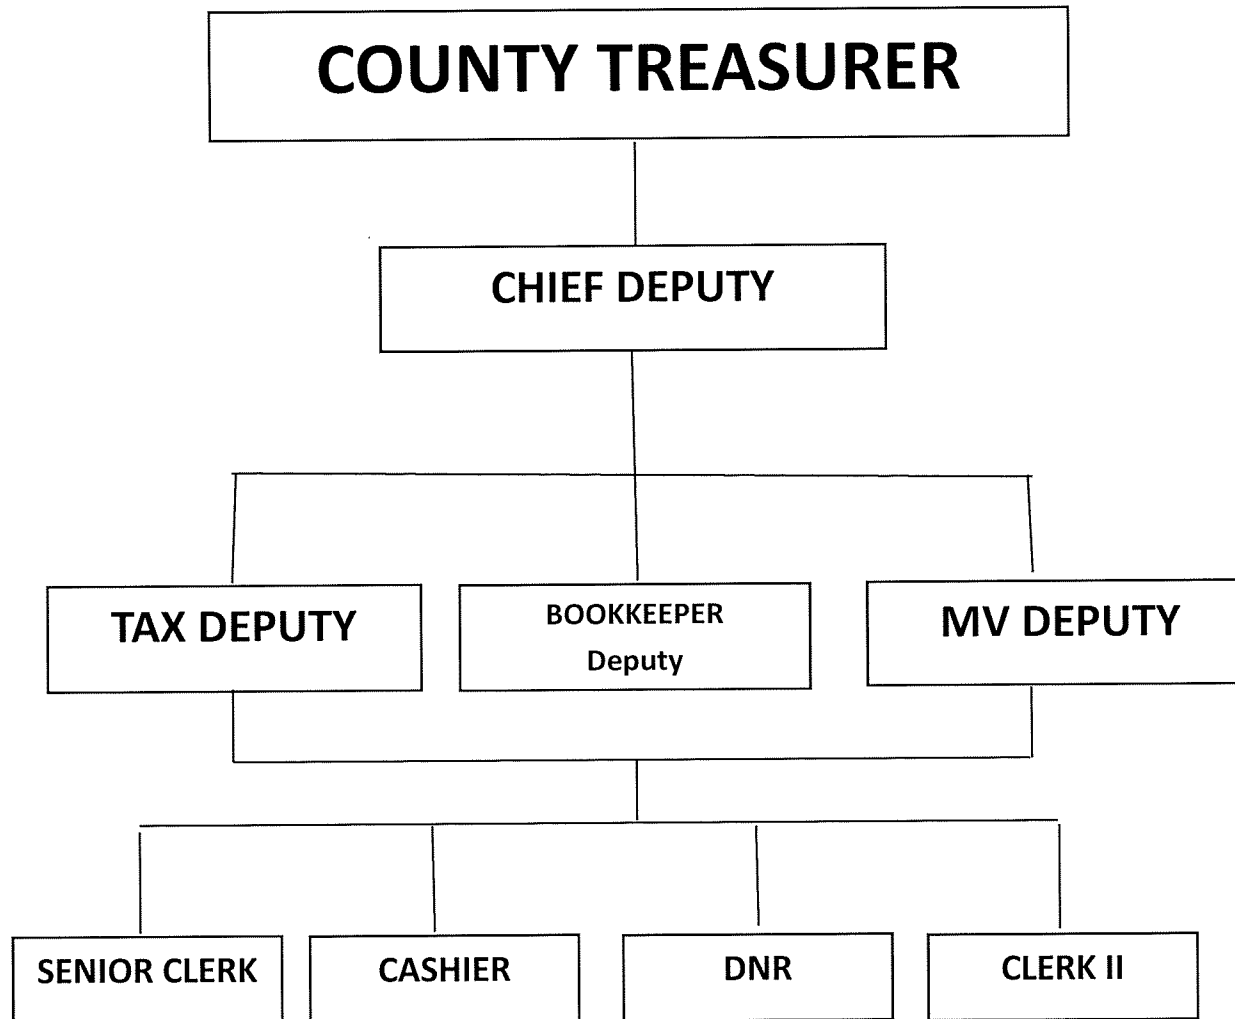 COUNTY TREASURER
CHIEF DEPUTY
TAX DEPUTY
BOOKKEEPER
Deputy
MV DEPUTY
SENIOR CLERK
CASHIER
DNR
CLERK II